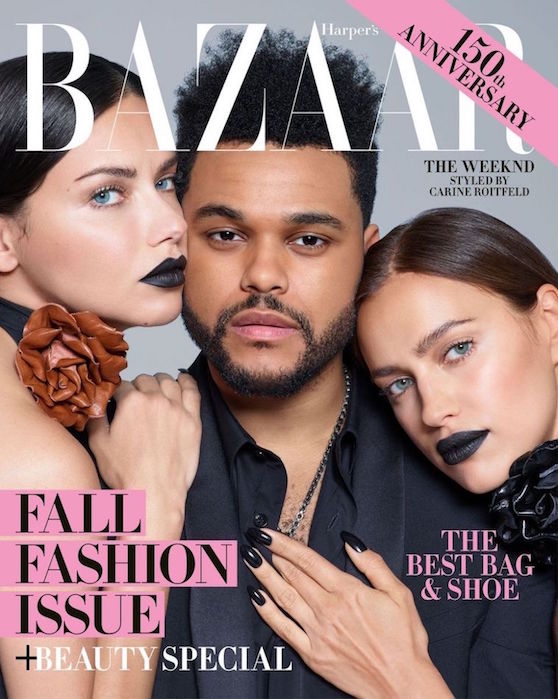 Harper's
BAZAAR
150th
ANNIVERSARY
THE WEEKND
STYLED BY
CARINE ROITFELD
FALL
FASHION
ISSUE
+BEAUTY SPECIAL
THE
BEST BAG
& SHOE